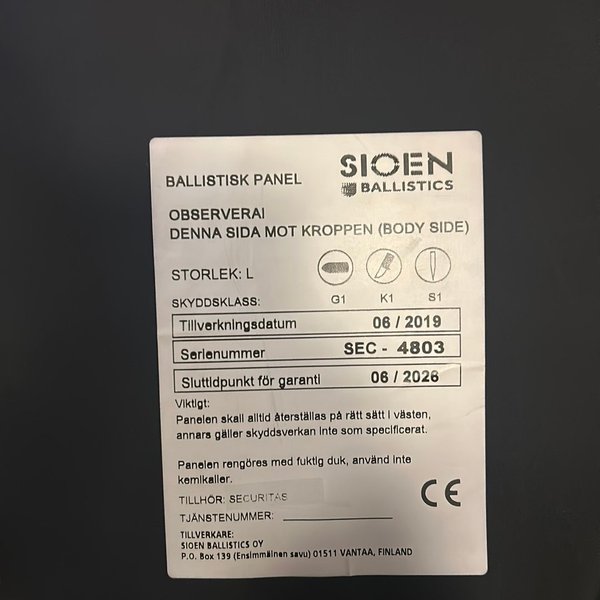 SIOEN
BALLISTICS
BALLISTISK PANEL
OBSERVERA!
DENNA SIDA MOT KROPPEN (BODY SIDE)
STORLEK: L
SKYDDSKLASS: G1 K1 S1
Tillverkningsdatum 06 / 2019
Serienummer SEC - 4803
Sluttidpunkt för garanti 06 / 2026
Viktigt:
Panelen skall alltid återställas på rätt sätt i västen,
annars gäller skyddsverkan inte som specificerat.
Panelen rengöres med fuktig duk, använd inte
kemikalier.
TILLHÖR: SECURITAS
TJÄNSTENUMMER: ____________
CE
TILLVERKARE:
SIOEN BALLISTICS OY
P.O. Box 139 (Ensimmäinen savu) 01511 VANTAA, FINLAND